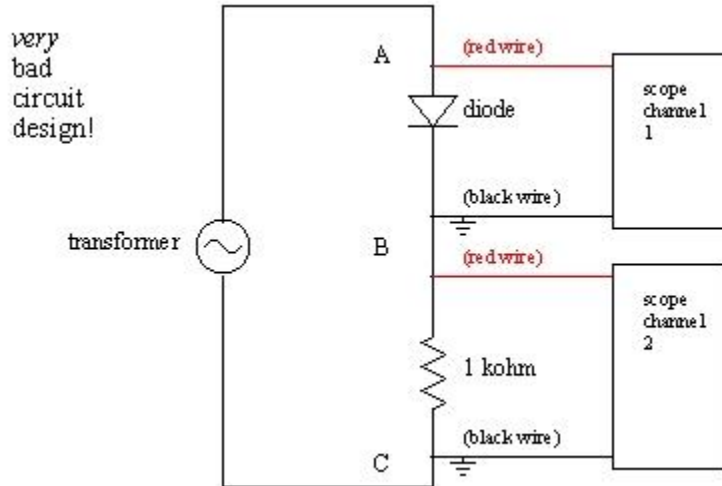 very
bad
circuit
design!
A
(red wire)
scope
channel
1
diode
(black wire)
transformer
B
(red wire)
scope
channel
2
1 kohm
(black wire)
C